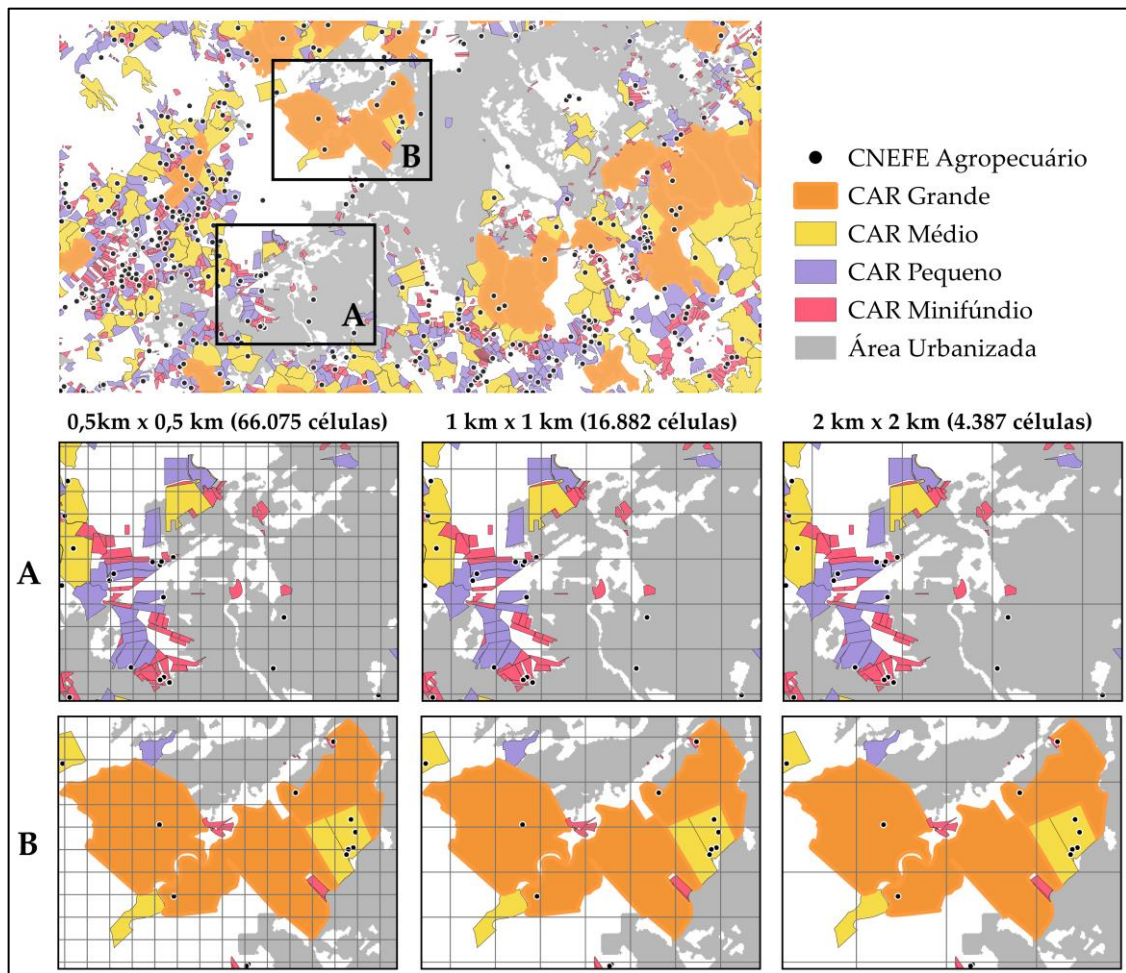 B
A
CNEFE Agropecuário
CAR Grande
CAR Médio
CAR Pequeno
CAR Minifúndio
Área Urbanizada
0,5km x 0,5 km (66.075 células)
1 km x 1 km (16.882 células)
2 km x 2 km (4.387 células)
A
B